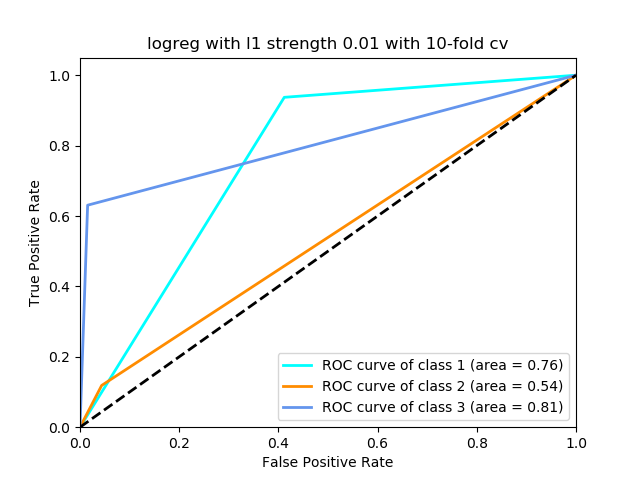 logreg with l1 strength 0.01 with 10-fold cv
1.0
0.8
0.6
0.4
0.2
0.0
True Positive Rate
ROC curve of class 1 (area = 0.76)
ROC curve of class 2 (area = 0.54)
ROC curve of class 3 (area = 0.81)
0.0 0.2 0.4 0.6 0.8 1.0
False Positive Rate